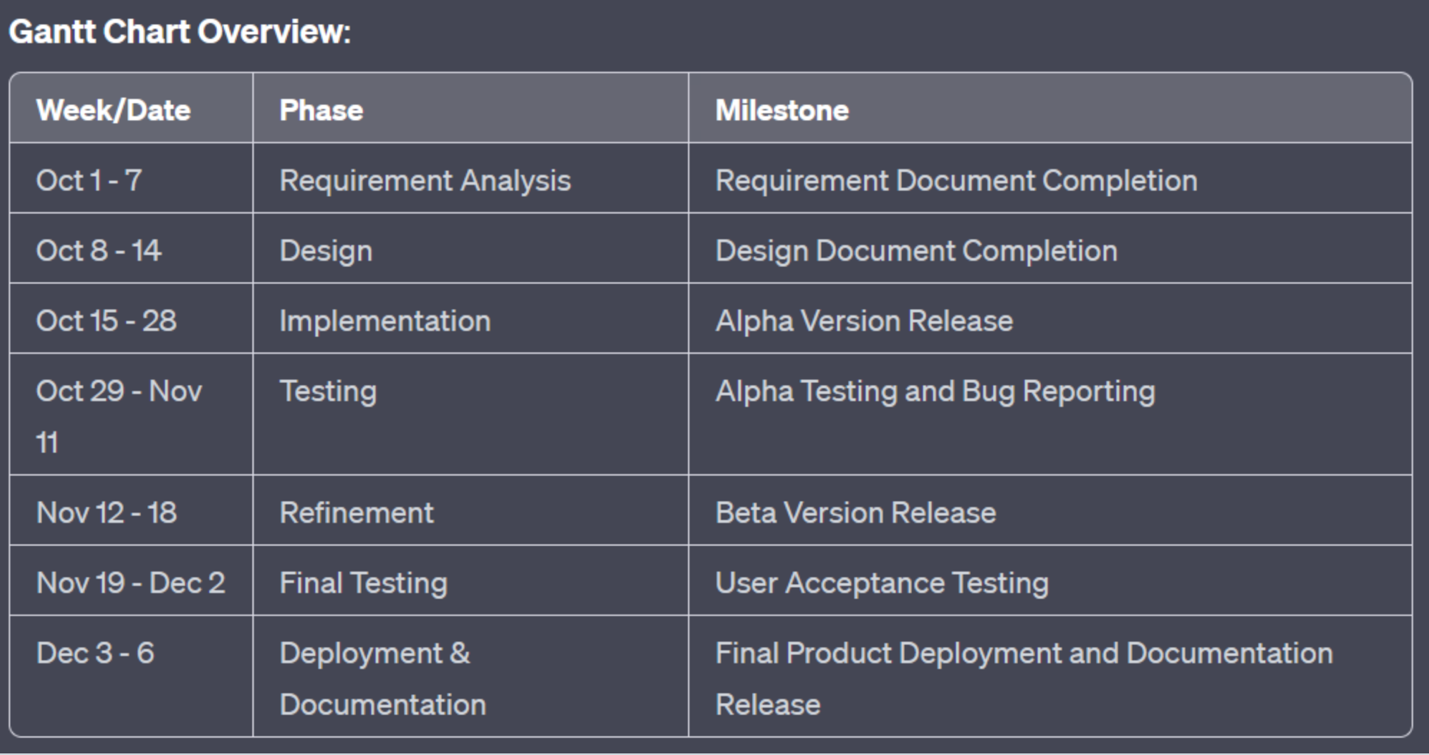 Gantt Chart Overview:
Week/Date Phase Milestone
Oct 1 - 7 Requirement Analysis Requirement Document Completion
Oct 8 - 14 Design Design Document Completion
Oct 15 - 28 Implementation Alpha Version Release
Oct 29 - Nov Testing Alpha Testing and Bug Reporting
11
Nov 12 - 18 Refinement Beta Version Release
Nov 19 - Dec 2 Final Testing User Acceptance Testing
Dec 3 - 6 Deployment & Final Product Deployment and Documentation
Documentation Release